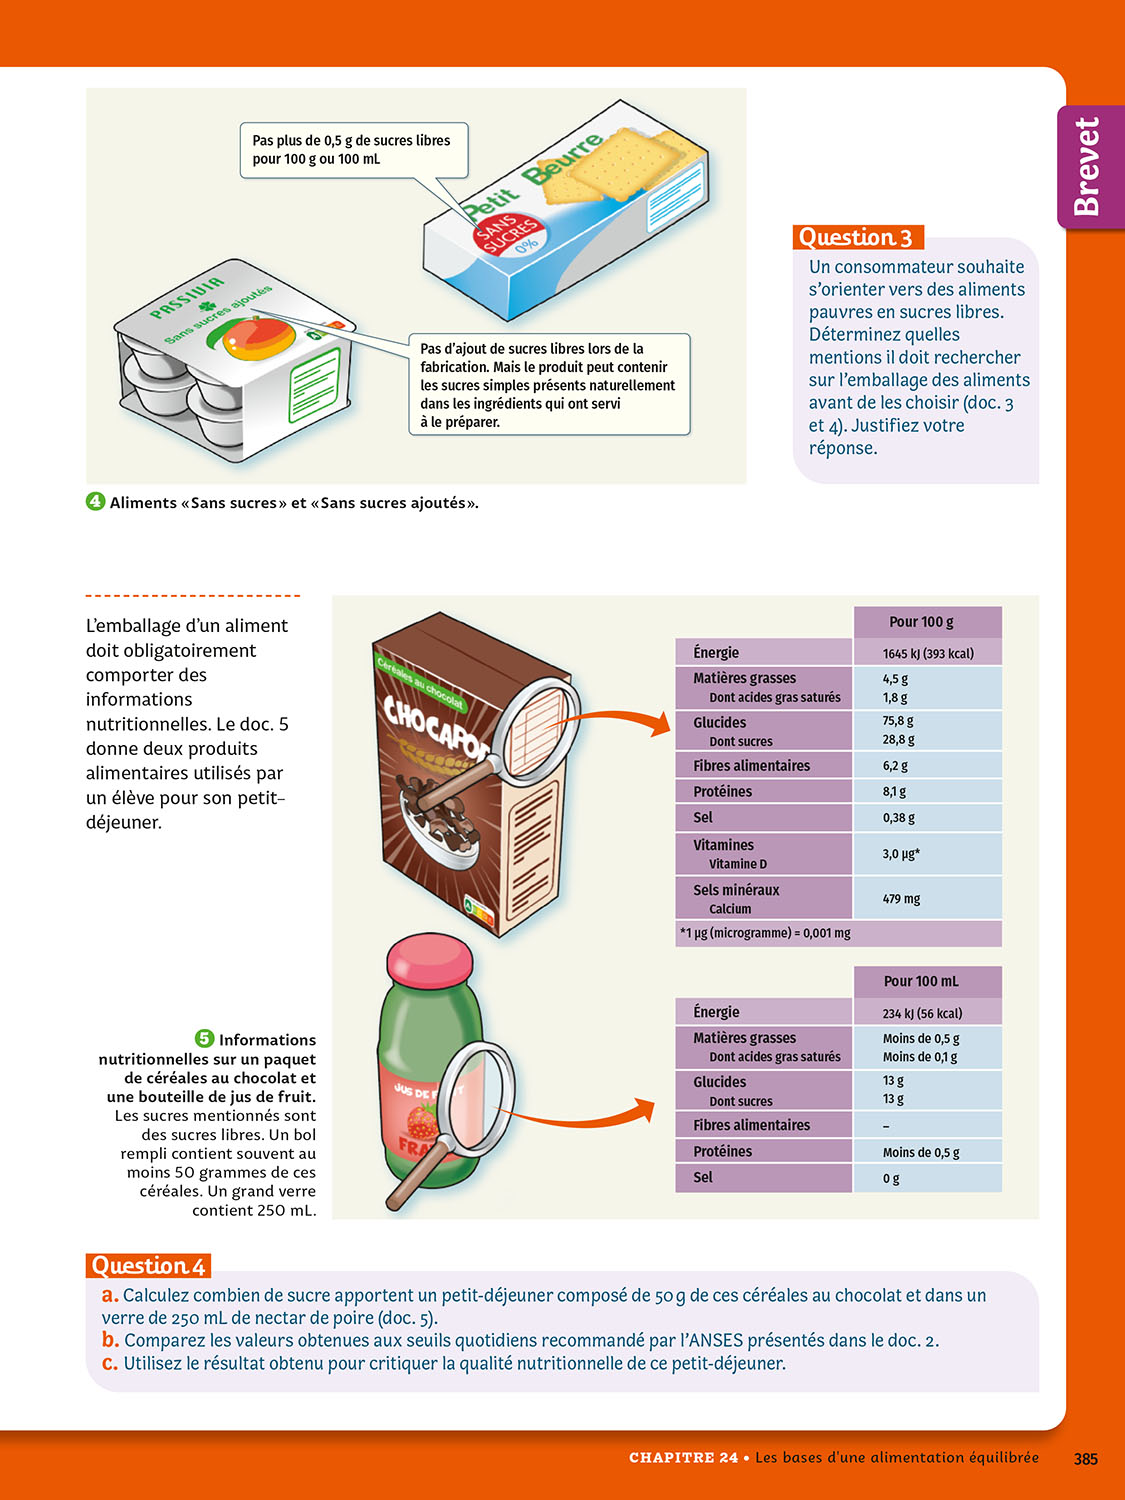 Brevet
Pas plus de 0,5 g de sucres libres
pour 100 g ou 100 mL
Petit Beurre
SANS
SUCRES
0%
PASSIVIA
Sans sucres ajoutés
Pas d'ajout de sucres libres lors de la
fabrication. Mais le produit peut contenir
les sucres simples présents naturellement
dans les ingrédients qui ont servi
à le préparer.
4 Aliments «Sans sucres» et «Sans sucres ajoutés».
Question 3
Un consommateur souhaite
s'orienter vers des aliments
pauvres en sucres libres.
Déterminez quelles
mentions il doit rechercher
sur l'emballage des aliments
avant de les choisir (doc. 3
et 4). Justifiez votre
réponse.
L'emballage d'un aliment
doit obligatoirement
comporter des
informations
nutritionnelles. Le doc. 5
donne deux produits
alimentaires utilisés par
un élève pour son petit-
déjeuner.
Céréales au chocolat
CHOCAPOP
Pour 100 g
Énergie 1645 kJ (393 kcal)
Matières grasses 4,5 g
Dont acides gras saturés 1,8 g
Glucides 75,8 g
Dont sucres 28,8 g
Fibres alimentaires 6,2 g
Protéines 8,1 g
Sel 0,38 g
Vitamines
Vitamine D 3,0 µg*
Sels minéraux
Calcium 479 mg
*1 µg (microgramme) = 0,001 mg
JUS DE F
FRA
Pour 100 mL
Énergie 234 kJ (56 kcal)
Matières grasses Moins de 0,5 g
Dont acides gras saturés Moins de 0,1 g
Glucides 13 g
Dont sucres 13 g
Fibres alimentaires –
Protéines Moins de 0,5 g
Sel 0 g
5 Informations
nutritionnelles sur un paquet
de céréales au chocolat et
une bouteille de jus de fruit.
Les sucres mentionnés sont
des sucres libres. Un bol
rempli contient souvent au
moins 50 grammes de ces
céréales. Un grand verre
contient 250 mL.
Question 4
a. Calculez combien de sucre apportent un petit-déjeuner composé de 50 g de ces céréales au chocolat et dans un
verre de 250 mL de nectar de poire (doc. 5).
b. Comparez les valeurs obtenues aux seuils quotidiens recommandé par l'ANSES présentés dans le doc. 2.
c. Utilisez le résultat obtenu pour critiquer la qualité nutritionnelle de ce petit-déjeuner.
CHAPITRE 24 • Les bases d'une alimentation équilibrée 385